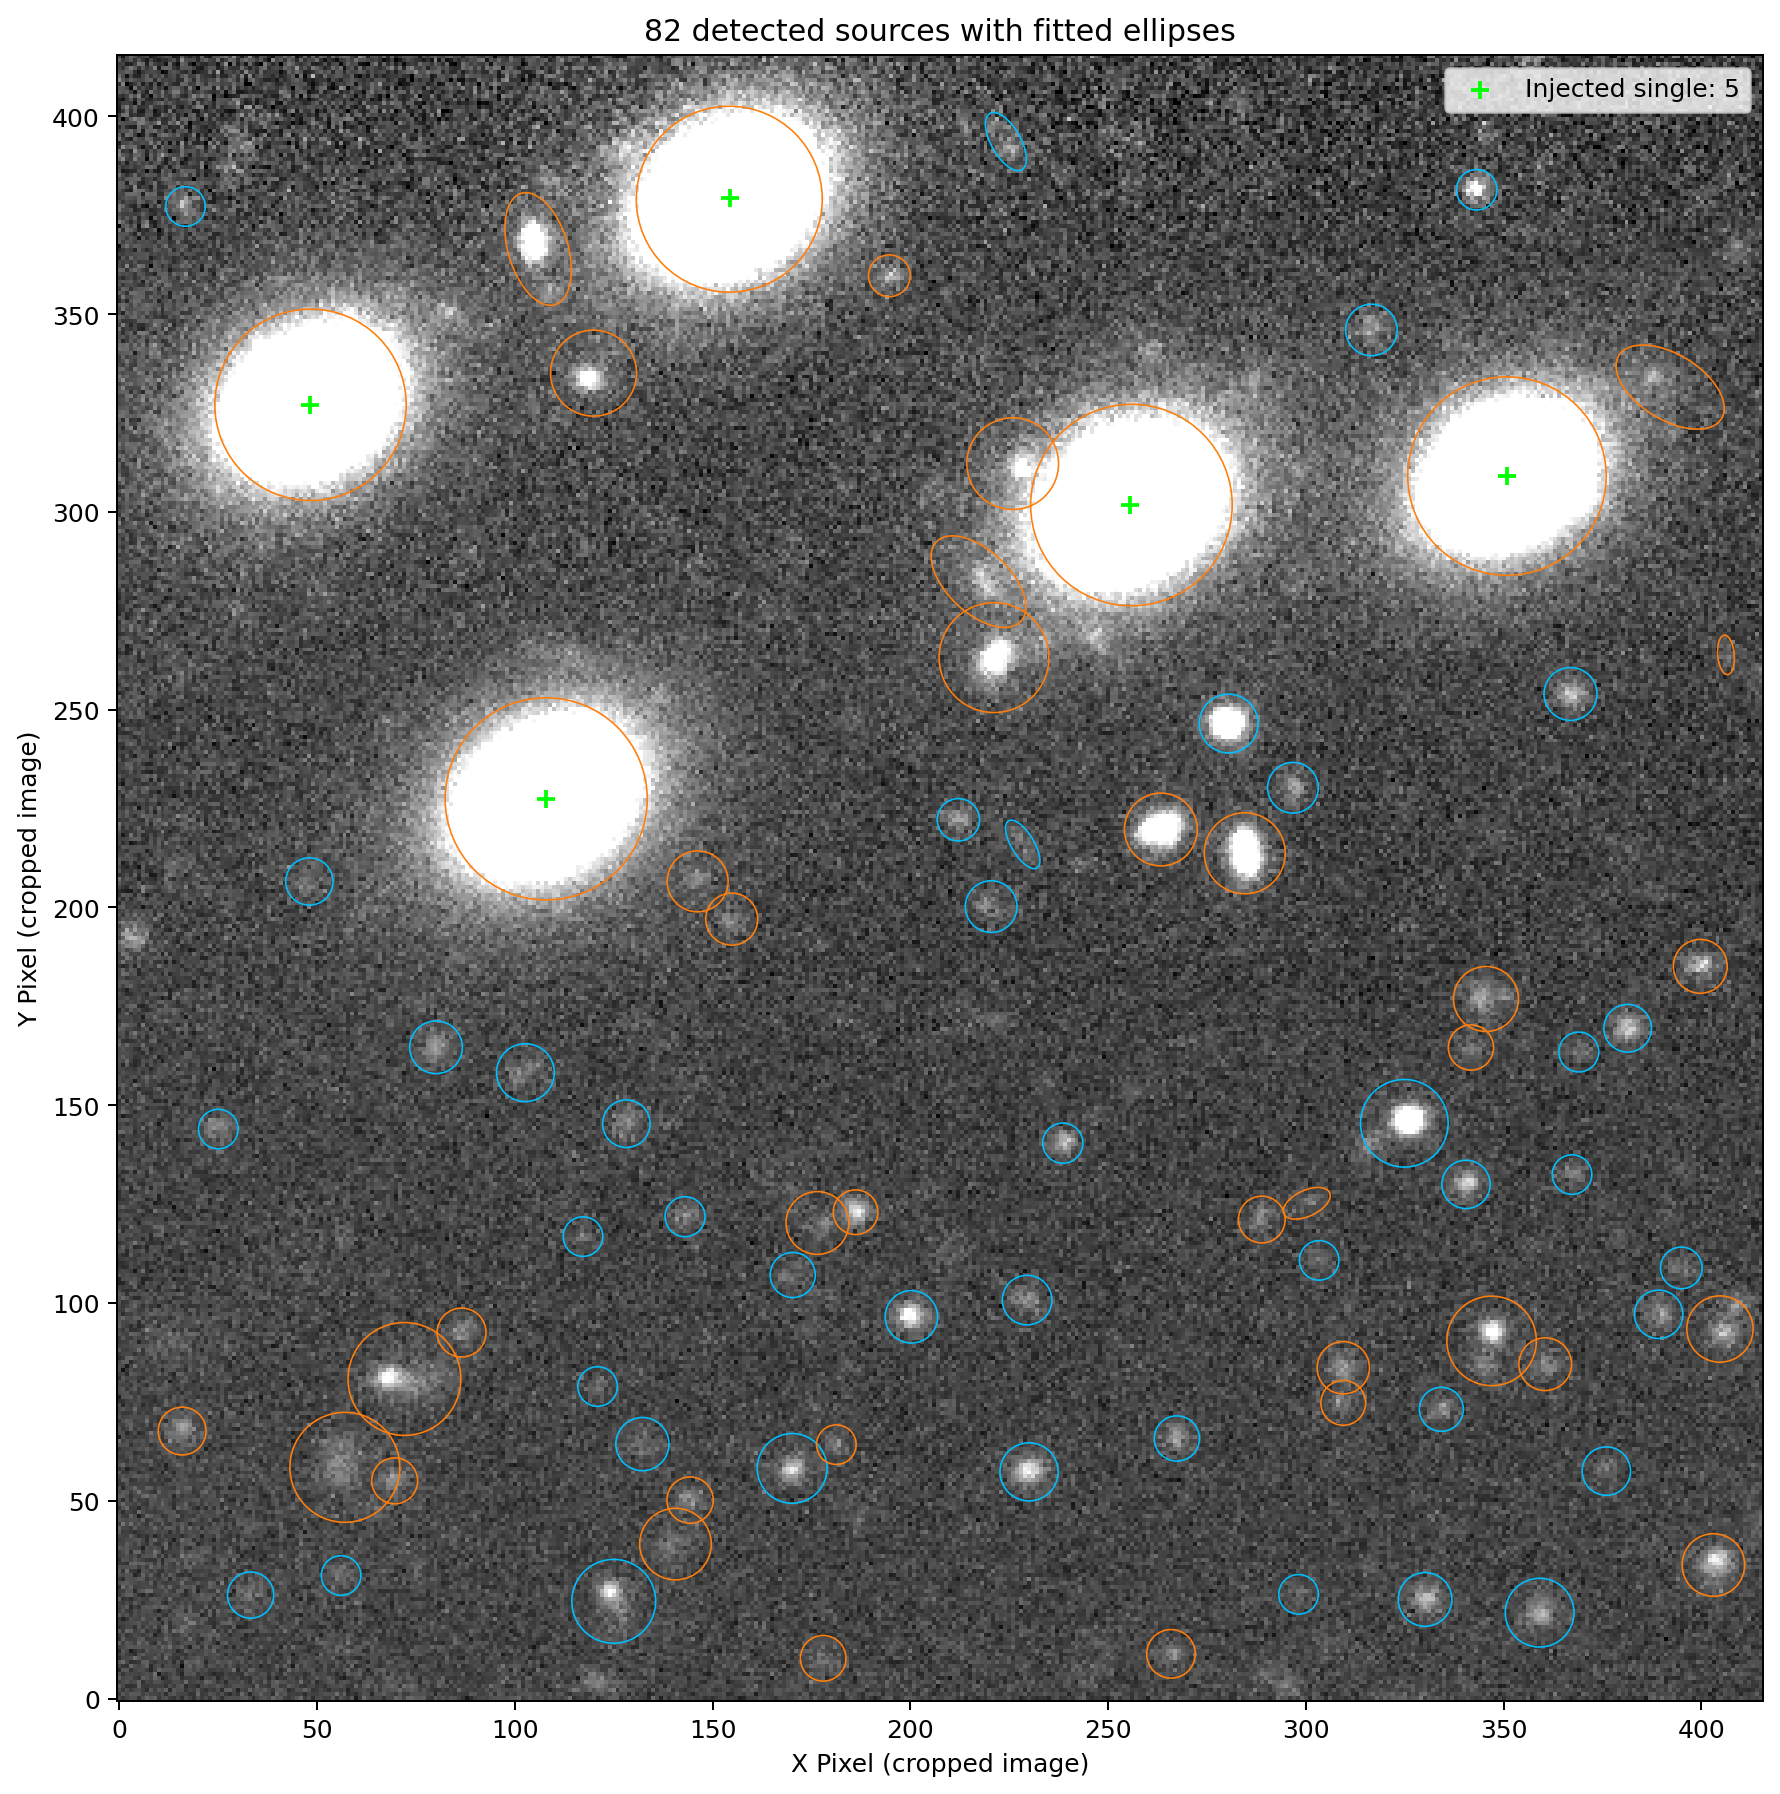 82 detected sources with fitted ellipses
Injected single: 5
Y Pixel (cropped image)
400
350
300
250
200
150
100
50
0
0 50 100 150 200 250 300 350 400
X Pixel (cropped image)